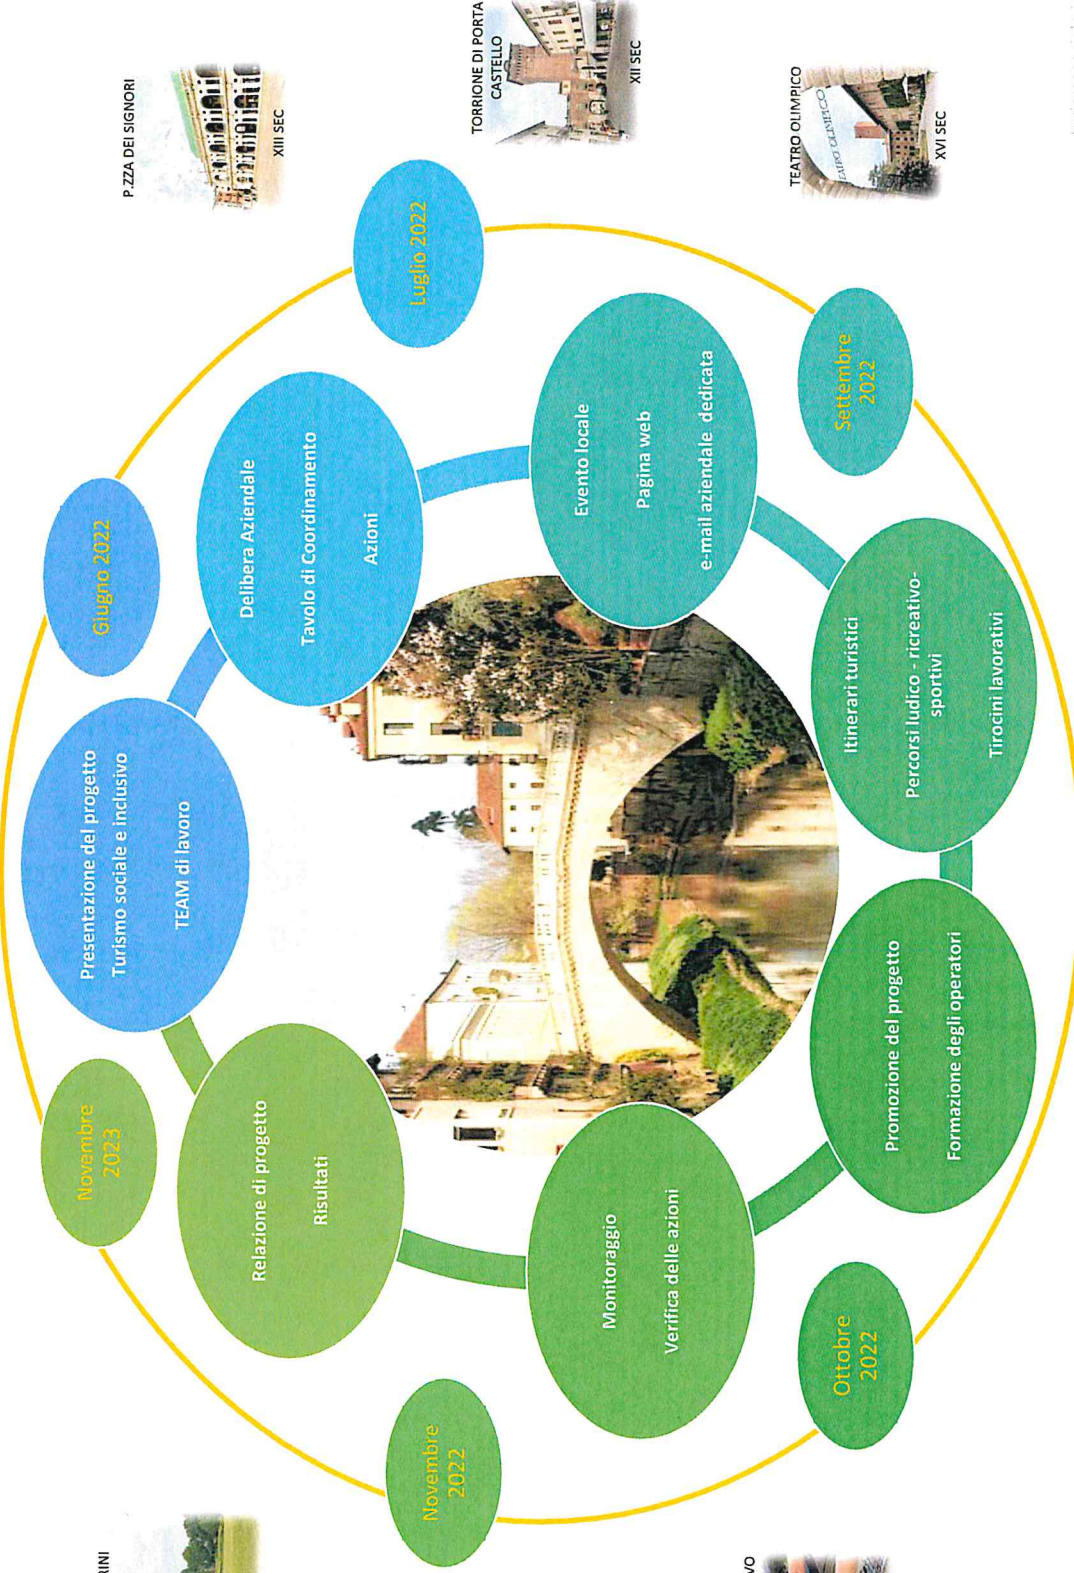 P.ZZA DEI SIGNORI
XIII SEC
TORRIONE DI PORTA
CASTELLO
XII SEC
TEATRO OLIMPICO
XVI SEC
Giugno 2022
Luglio 2022
Settembre
2022
Ottobre
2022
Novembre
2022
Novembre
2023
Presentazione del progetto
Turismo sociale e inclusivo
TEAM di lavoro
Delibera Aziendale
Tavolo di Coordinamento
Azioni
Evento locale
Pagina web
e-mail aziendale dedicata
Itinerari turistici
Percorsi ludico - ricreativo-
sportivi
Tirocini lavorativi
Promozione del progetto
Formazione degli operatori
Monitoraggio
Verifica delle azioni
Relazione di progetto
Risultati
RINI
VO